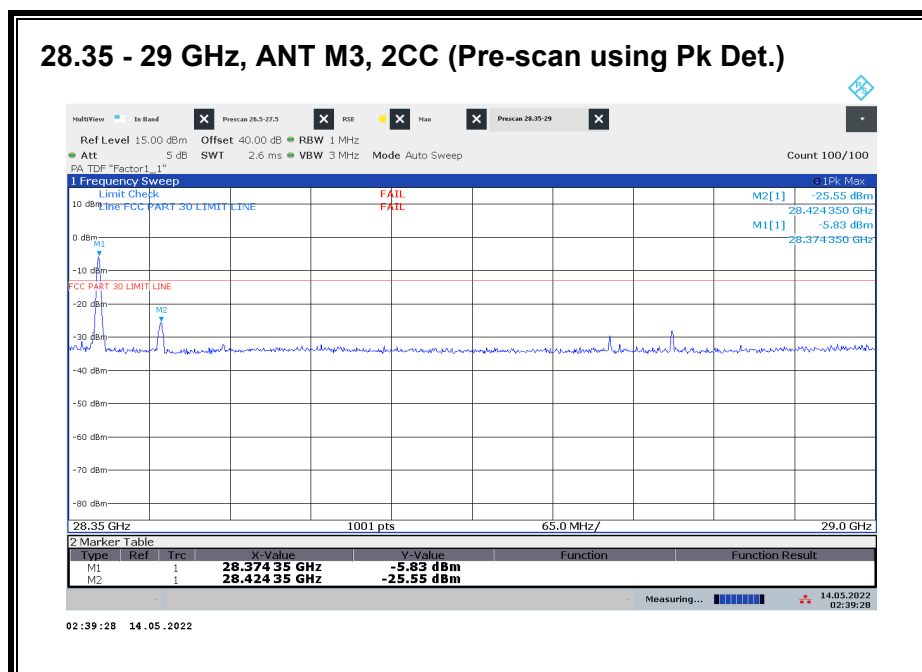 28.35 - 29 GHz, ANT M3, 2CC (Pre-scan using Pk Det.)
R S
MultiView In Band Prescan 26.5-27.5 RSE Max Prescan 28.35-29
Ref Level 15.00 dBm Offset 40.00 dB RBW 1 MHz
Att 5 dB SWT 2.6 ms VBW 3 MHz Mode Auto Sweep Count 100/100
PA TDF "Factor1_1"
1 Frequency Sweep 1Pk Max
Limit Check FAIL M2[1] -25.55 dBm
10 dBm Line FCC PART 30 LIMIT LINE FAIL 28.424 350 GHz
M1[1] -5.83 dBm
0 dBm 28.374 350 GHz
M1
-10 dBm
FCC PART 30 LIMIT LINE
-20 dBm
M2
-30 dBm
-40 dBm
-50 dBm
-60 dBm
-70 dBm
-80 dBm
28.35 GHz 1001 pts 65.0 MHz/ 29.0 GHz
2 Marker Table
Type Ref Trc X-Value Y-Value Function Function Result
M1 1 28.374 35 GHz -5.83 dBm
M2 1 28.424 35 GHz -25.55 dBm
Measuring... 14.05.2022
02:39:28
02:39:28 14.05.2022